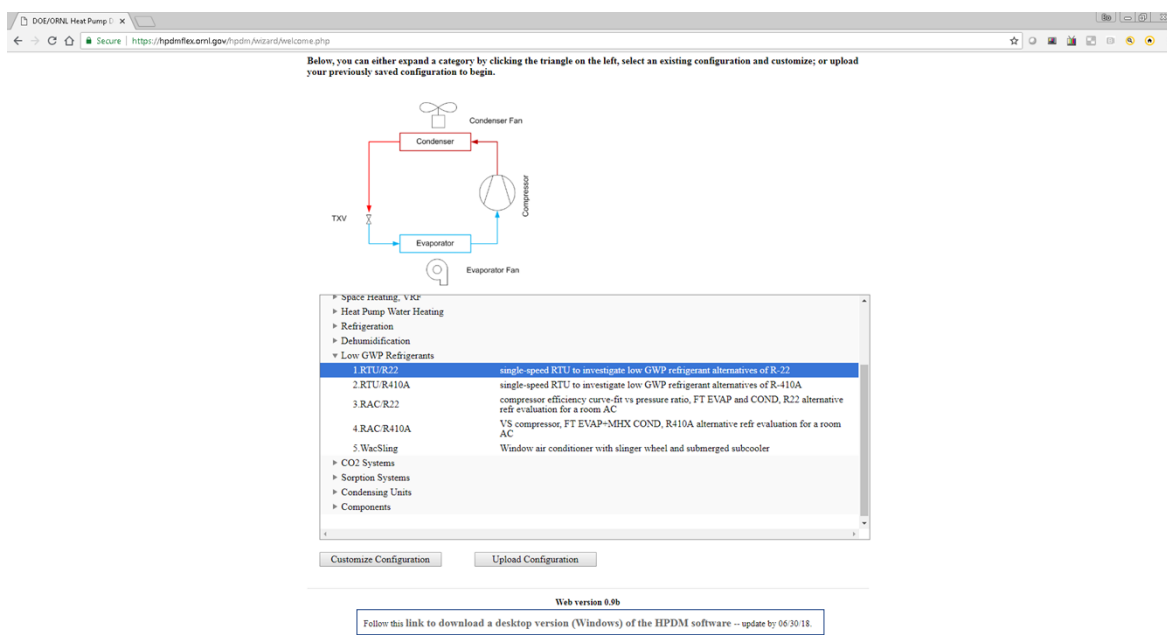 DOE/ORNL Heat Pump D
Secure | https://hpdmflex.ornl.gov/hpdm/wizard/welcome.php
Below, you can either expand a category by clicking the triangle on the left, select an existing configuration and customize; or upload
your previously saved configuration to begin.
Condenser Fan
Condenser
Compressor
TXV
Evaporator
Evaporator Fan
Space Heating, VRF
Heat Pump Water Heating
Refrigeration
Dehumidification
Low GWP Refrigerants
1.RTU/R22 single-speed RTU to investigate low GWP refrigerant alternatives of R-22
2.RTU/R410A single-speed RTU to investigate low GWP refrigerant alternatives of R-410A
3.RAC/R22 compressor efficiency curve-fit vs pressure ratio, FT EVAP and COND, R22 alternative
refr evaluation for a room AC
4.RAC/R410A VS compressor, FT EVAP+MHX COND, R410A alternative refr evaluation for a room
AC
5.WacSling Window air conditioner with slinger wheel and submerged subcooler
CO2 Systems
Sorption Systems
Condensing Units
Components
Customize Configuration Upload Configuration
Web version 0.9b
Follow this link to download a desktop version (Windows) of the HPDM software -- update by 06/30/18.